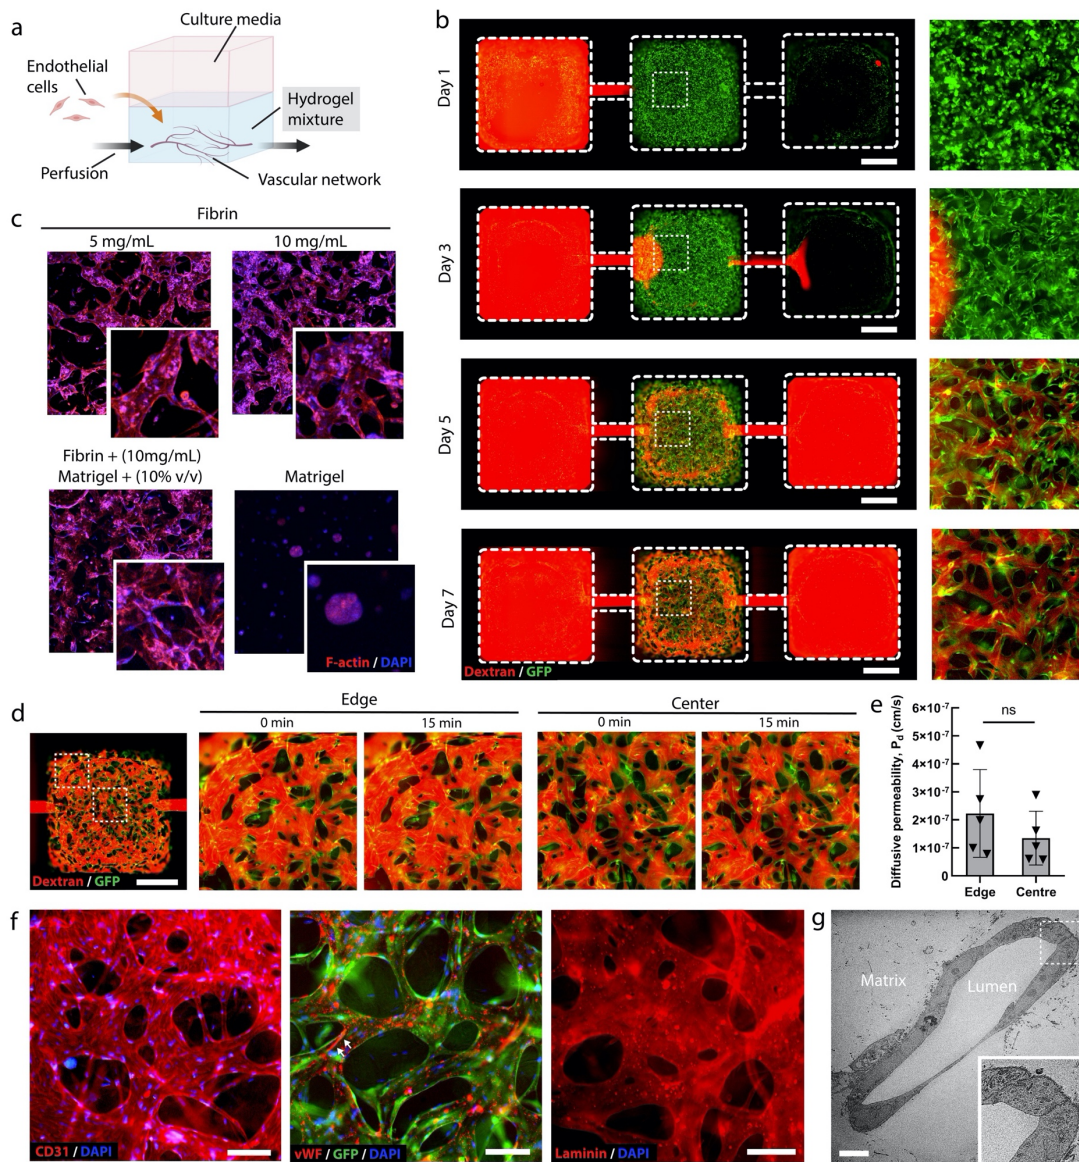 a
Culture media
Endothelial
cells
Hydrogel
mixture
Perfusion
Vascular network
b
Day 1
Day 3
Day 5
Day 7
Dextran / GFP
c
Fibrin
5 mg/mL
10 mg/mL
Fibrin + (10mg/mL)
Matrigel + (10% v/v)
Matrigel
F-actin / DAPI
d
Edge
Center
0 min
15 min
0 min
15 min
Dextran / GFP
e
Diffusive permeability, Pd (cm/s)
6×10-7
5×10-7
4×10-7
3×10-7
2×10-7
1×10-7
0
ns
Edge
Centre
f
CD31 / DAPI
vWF / GFP / DAPI
Laminin / DAPI
g
Matrix
Lumen